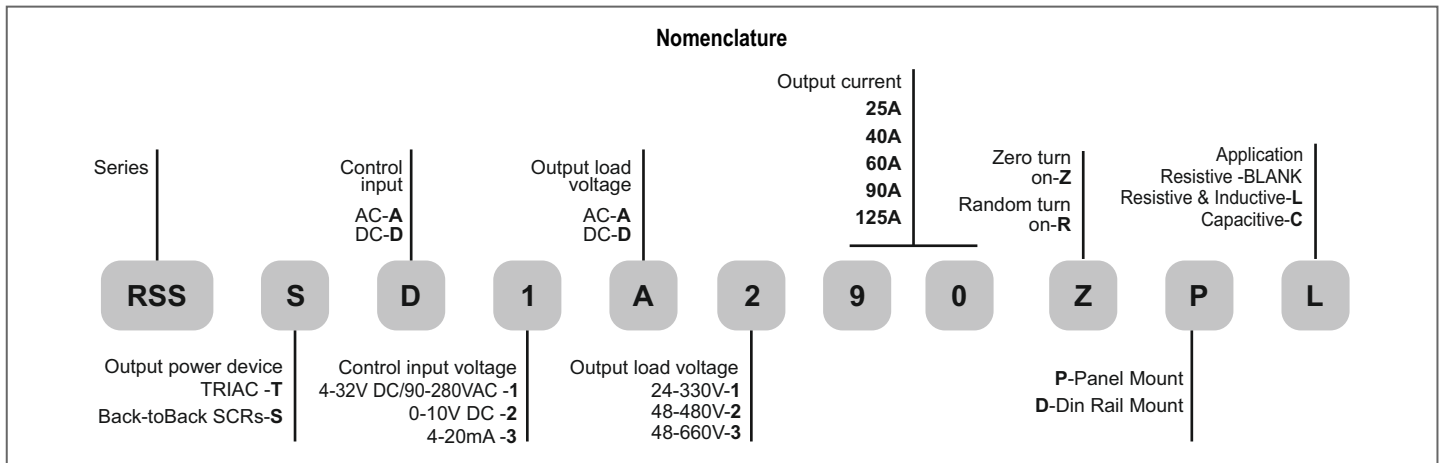 Nomenclature
Output current
25A
40A
60A
90A
125A
Series
Control
input
AC-A
DC-D
Output load
voltage
AC-A
DC-D
Zero turn
on-Z
Random turn
on-R
Application
Resistive -BLANK
Resistive & Inductive-L
Capacitive-C
RSS S D 1 A 2 9 0 Z P L
Output power device
TRIAC -T
Back-toBack SCRs-S
Control input voltage
4-32V DC/90-280VAC -1
0-10V DC -2
4-20mA -3
Output load voltage
24-330V-1
48-480V-2
48-660V-3
P-Panel Mount
D-Din Rail Mount